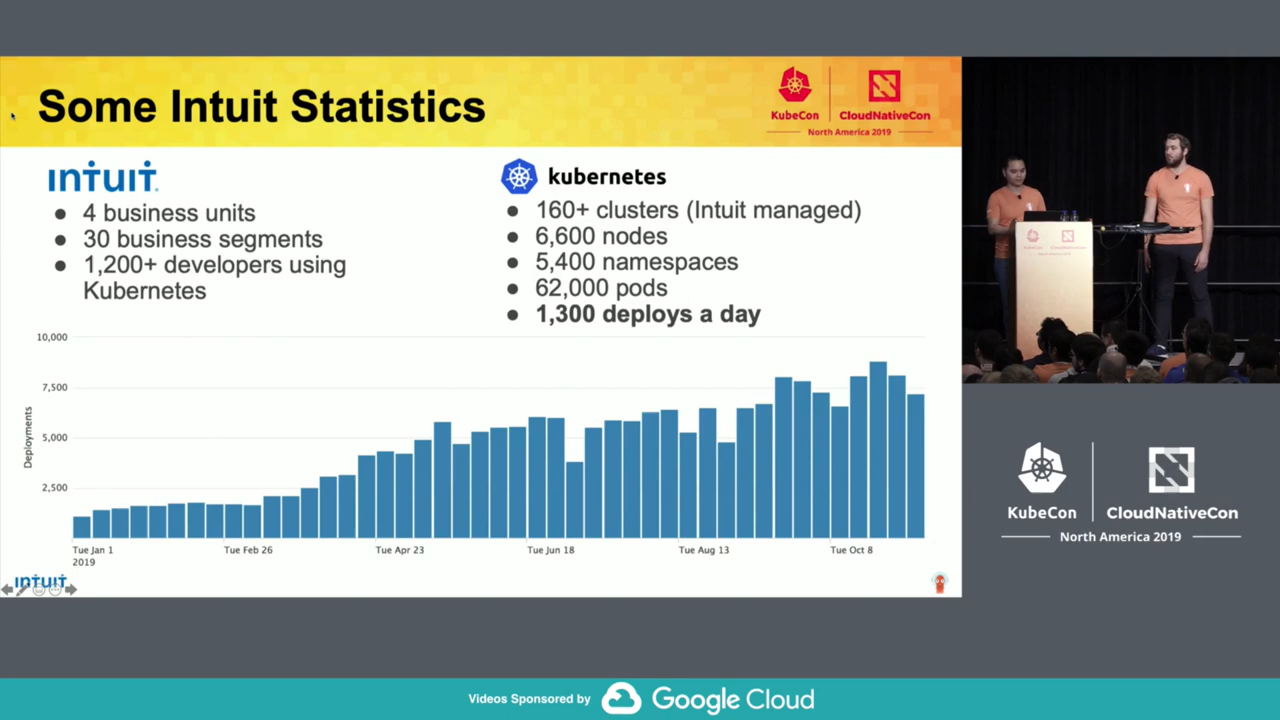 Some Intuit Statistics
KubeCon
CloudNativeCon
North America 2019
INTUIT
4 business units
30 business segments
1,200+ developers using
Kubernetes
kubernetes
160+ clusters (Intuit managed)
6,600 nodes
5,400 namespaces
62,000 pods
1,300 deploys a day
10,000
7,500
5,000
2,500
Deployments
Tue Jan 1
2019
Tue Feb 26
Tue Apr 23
Tue Jun 18
Tue Aug 13
Tue Oct 8
INTUIT
KubeCon
CloudNativeCon
KubeCon
CloudNativeCon
North America 2019
Videos Sponsored by
Google Cloud